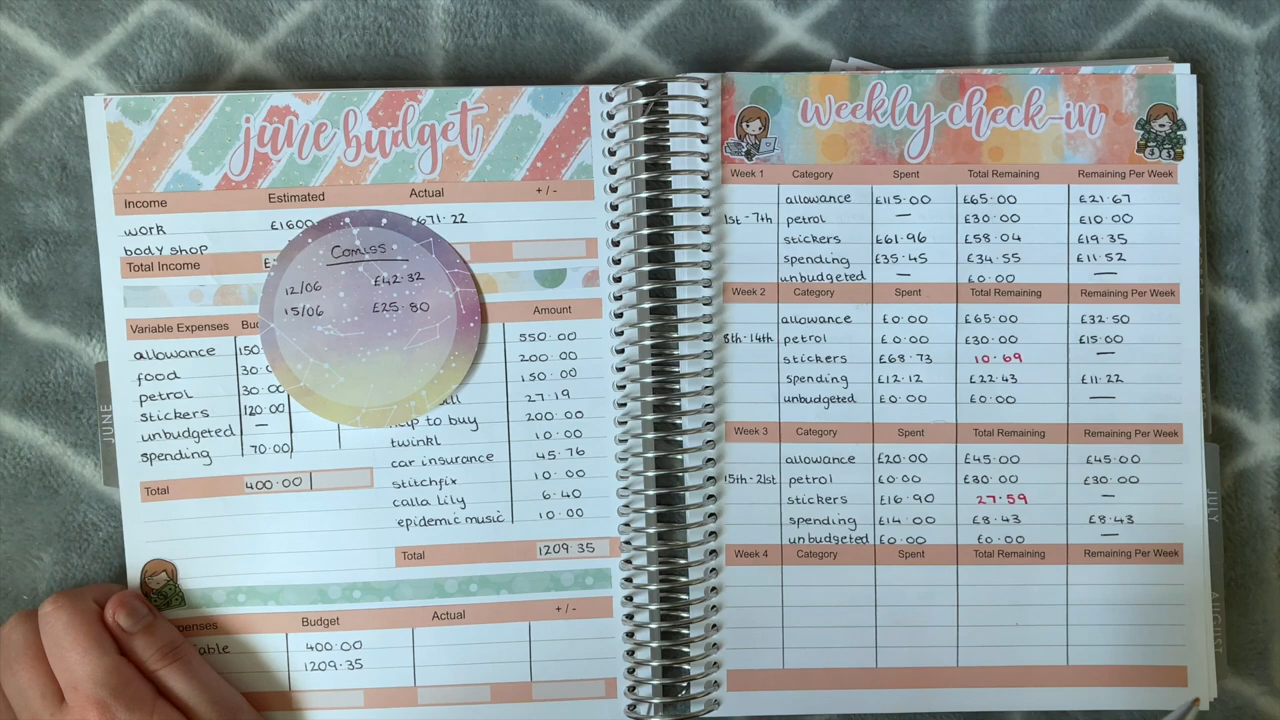 june budget
Income Estimated Actual +/-
work £1600 671.22
body shop
Total Income
Comiss
12/06 £42.32
15/06 £25.80
Variable Expenses Amount
allowance 150. 550.00
food 30. 200.00
petrol 30.00 150.00
stickers 120.00 27.19
unbudgeted — help to buy 200.00
spending 70.00 twinkl 10.00
car insurance 45.76
Total 400.00 stitchfix 10.00
calla lily 6.40
epidemic music 10.00
Total 1209.35
Budget Actual +/-
400.00
1209.35
JUNE
weekly check-in
Week 1 Category Spent Total Remaining Remaining Per Week
allowance £115.00 £65.00 £21.67
1st-7th petrol — £30.00 £10.00
stickers £61.96 £58.04 £19.35
spending £35.45 £34.55 £11.52
unbudgeted — £0.00 —
Week 2 Category Spent Total Remaining Remaining Per Week
allowance £0.00 £65.00 £32.50
8th-14th petrol £0.00 £30.00 £15.00
stickers £68.73 10.69 —
spending £12.12 £22.43 £11.22
unbudgeted £0.00 £0.00 —
Week 3 Category Spent Total Remaining Remaining Per Week
allowance £20.00 £45.00 £45.00
15th-21st petrol £0.00 £30.00 £30.00
stickers £16.90 27.59 —
spending £14.00 £8.43 £8.43
unbudgeted £0.00 £0.00 —
Week 4 Category Spent Total Remaining Remaining Per Week
JULY
AUGUST